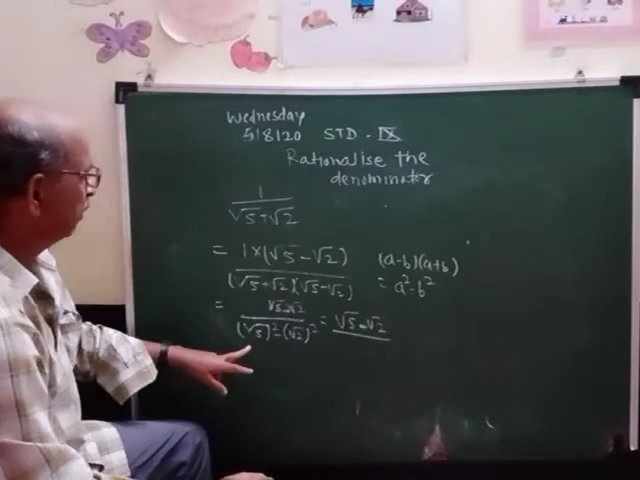 Wednesday
5/8/20 STD - IX
Rationalise the
denominator
1
√5+√2
= 1×(√5-√2)
(√5+√2)(√5-√2)
(a-b)(a+b)
= a²-b²
= √5-√2
(√5)²-(√2)²
= √5-√2